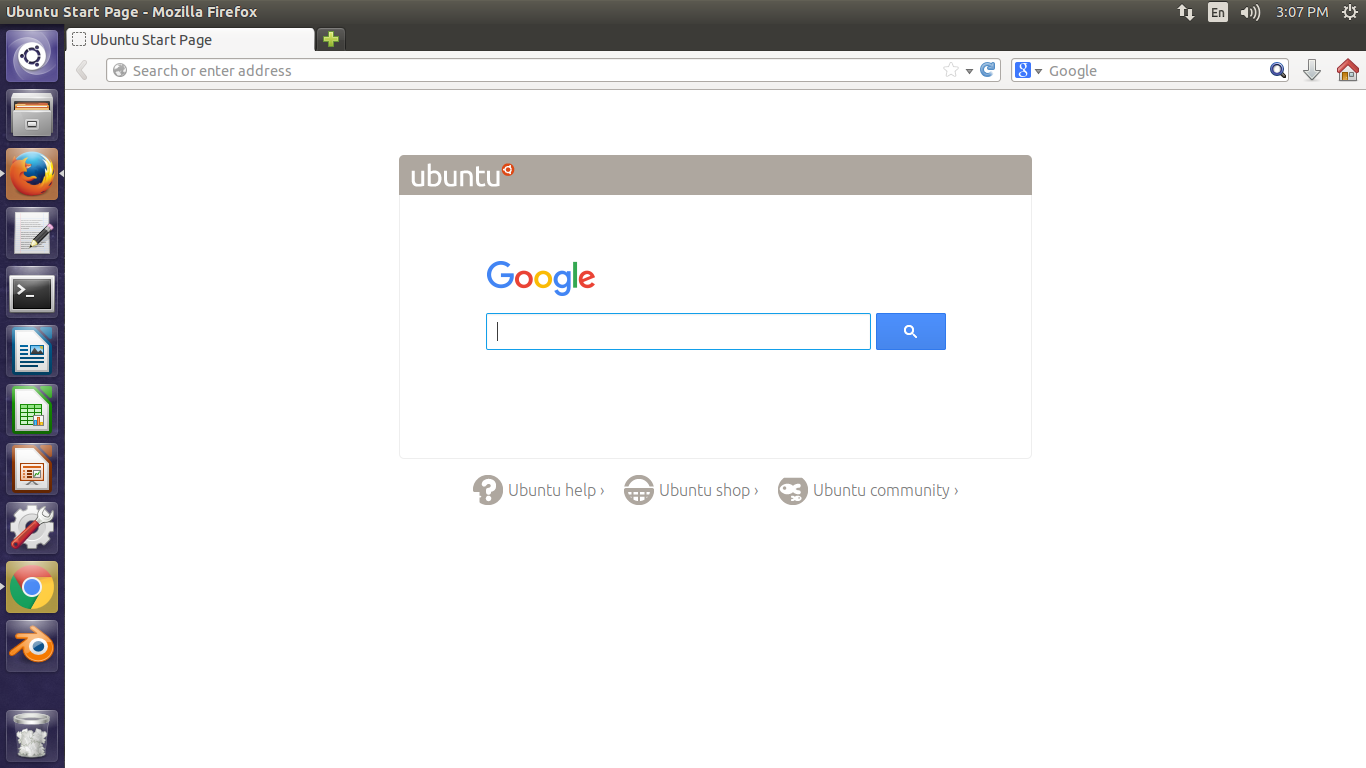 Ubuntu Start Page - Mozilla Firefox
En
3:07 PM
Ubuntu Start Page
Search or enter address
8
Google
ubuntu
Google
>_
Ubuntu help ›
Ubuntu shop ›
Ubuntu community ›